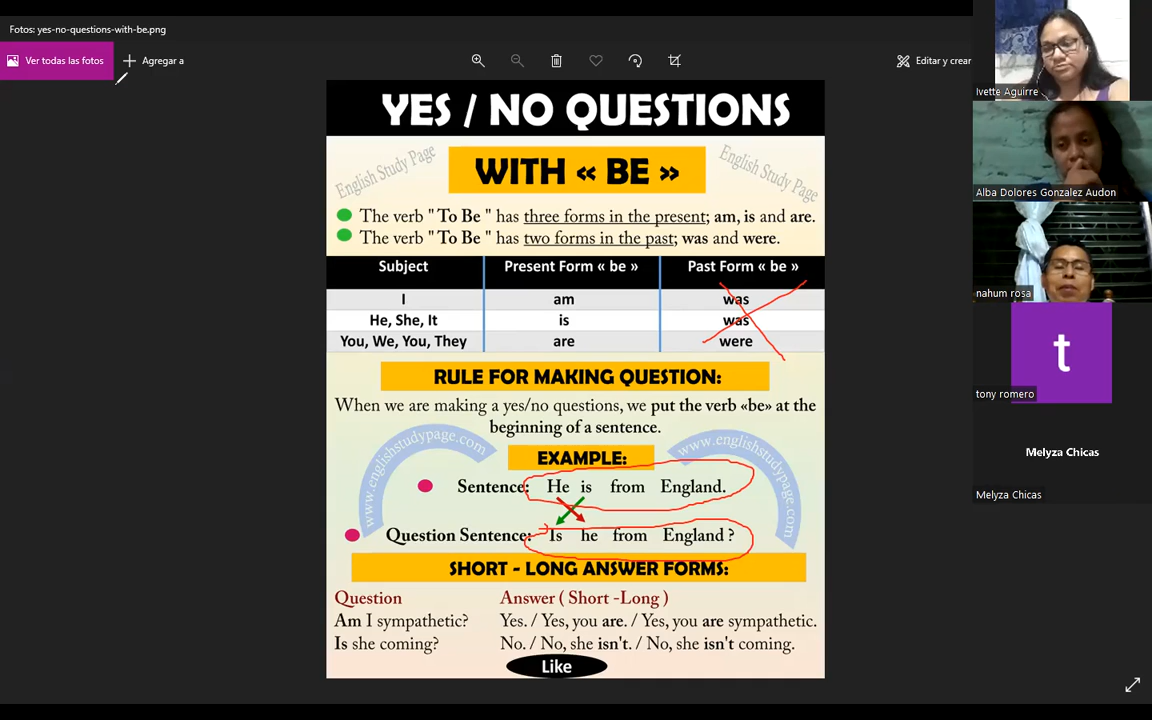 Fotos: yes-no-questions-with-be.png
Ver todas las fotos
Agregar a
Editar y crear
YES / NO QUESTIONS
English Study Page
WITH « BE »
English Study Page
The verb " To Be " has three forms in the present; am, is and are.
The verb " To Be " has two forms in the past; was and were.
Subject Present Form « be » Past Form « be »
I am was
He, She, It is was
You, We, You, They are were
RULE FOR MAKING QUESTION:
When we are making a yes/no questions, we put the verb «be» at the
beginning of a sentence.
www.englishstudypage.com
EXAMPLE:
www.englishstudypage.com
Sentence: He is from England.
Question Sentence: Is he from England ?
SHORT - LONG ANSWER FORMS:
Question Answer ( Short -Long )
Am I sympathetic? Yes. / Yes, you are. / Yes, you are sympathetic.
Is she coming? No. / No, she isn't. / No, she isn't coming.
Like
Ivette Aguirre
Alba Dolores Gonzalez Audon
nahum rosa
t
tony romero
Melyza Chicas
Melyza Chicas